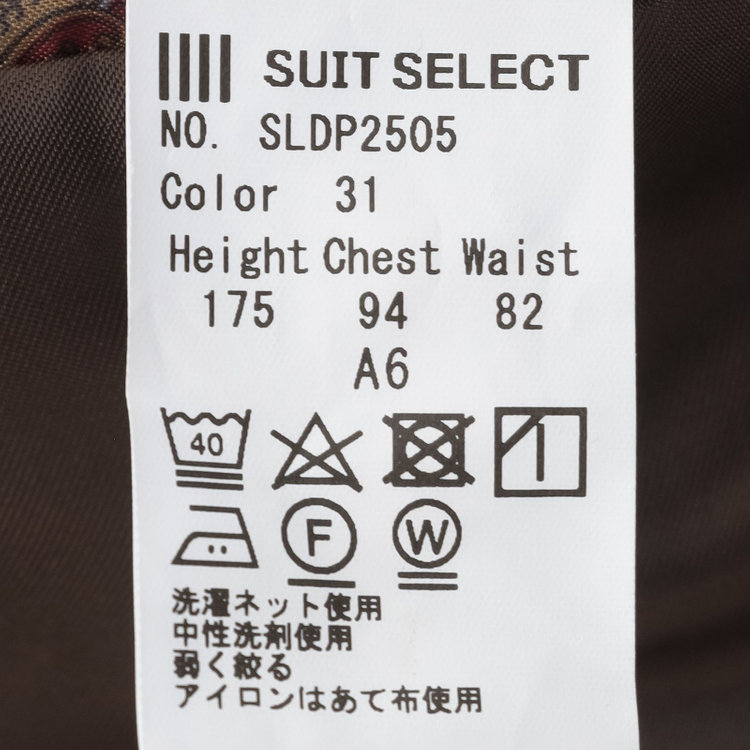 SUIT SELECT
NO. SLDP2505
Color 31
Height Chest Waist
175 94 82
A6
40
F W
洗濯ネット使用
中性洗剤使用
弱く絞る
アイロンはあて布使用